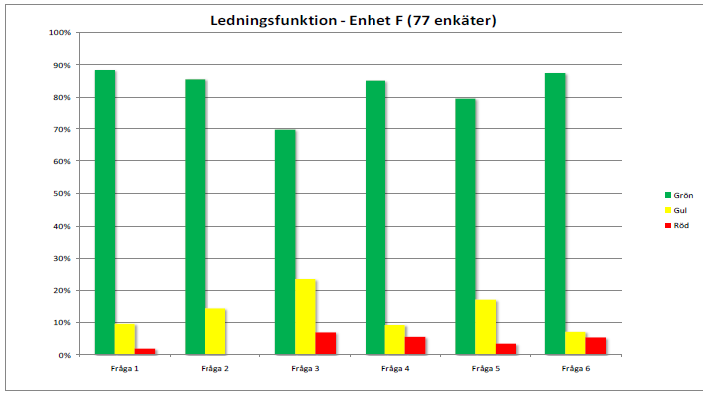 Ledningsfunktion - Enhet F (77 enkäter)
100%
90%
80%
70%
60%
50%
40%
30%
20%
10%
0%
Fråga 1 Fråga 2 Fråga 3 Fråga 4 Fråga 5 Fråga 6
Grön
Gul
Röd